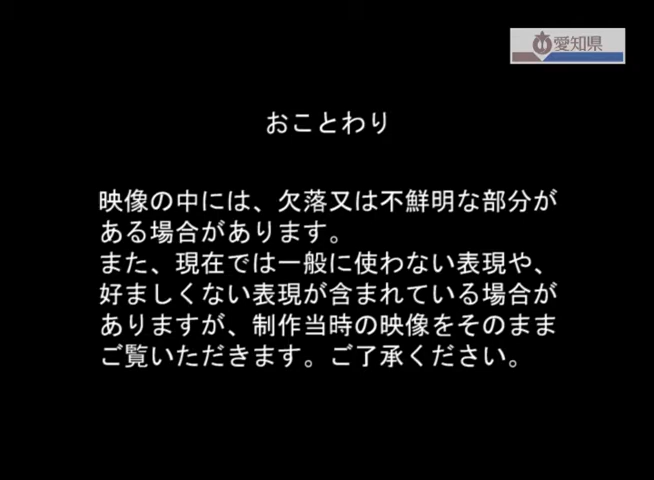 愛知県
おことわり
映像の中には、欠落又は不鮮明な部分が
ある場合があります。
また、現在では一般に使わない表現や、
好ましくない表現が含まれている場合が
ありますが、制作当時の映像をそのまま
ご覧いただきます。ご了承ください。